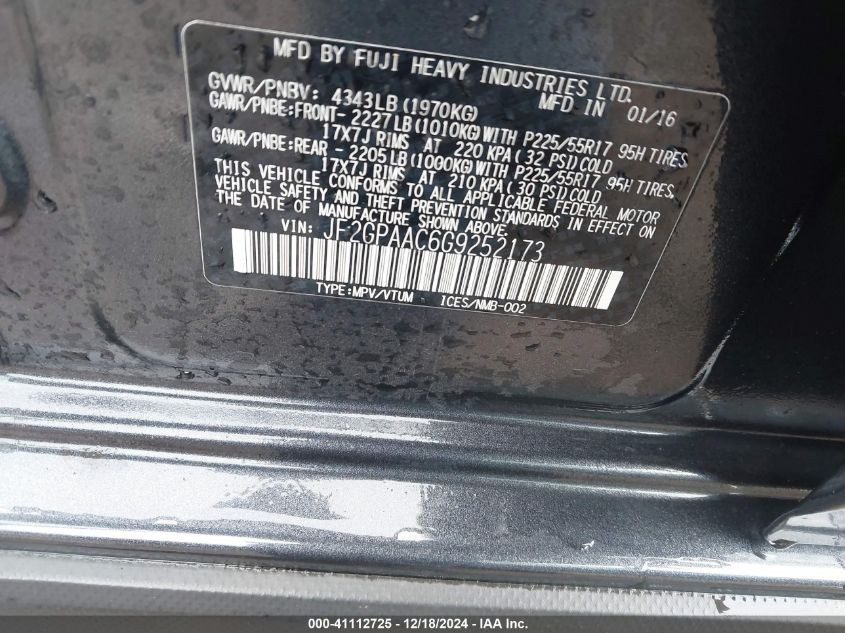 MFD BY FUJI HEAVY INDUSTRIES LTD.
MFD IN 01/16
GVWR/PNBV: 4343LB(1970KG)
GAWR/PNBE:FRONT- 2227LB(1010KG)WITH P225/55R17 95H TIRES
17X7J RIMS AT 220 KPA( 32 PSI)COLD
GAWR/PNBE:REAR - 2205LB(1000KG)WITH P225/55R17 95H TIRES,
17X7J RIMS AT 210 KPA( 30 PSI)COLD
THIS VEHICLE CONFORMS TO ALL APPLICABLE FEDERAL MOTOR
VEHICLE SAFETY AND THEFT PREVENTION STANDARDS IN EFFECT ON
THE DATE OF MANUFACTURE SHOWN ABOVE.
VIN: JF2GPAAC6G9252173
TYPE:MPV/VTUM ICES/NMB-002
000-41112725 - 12/18/2024 - IAA, Inc.